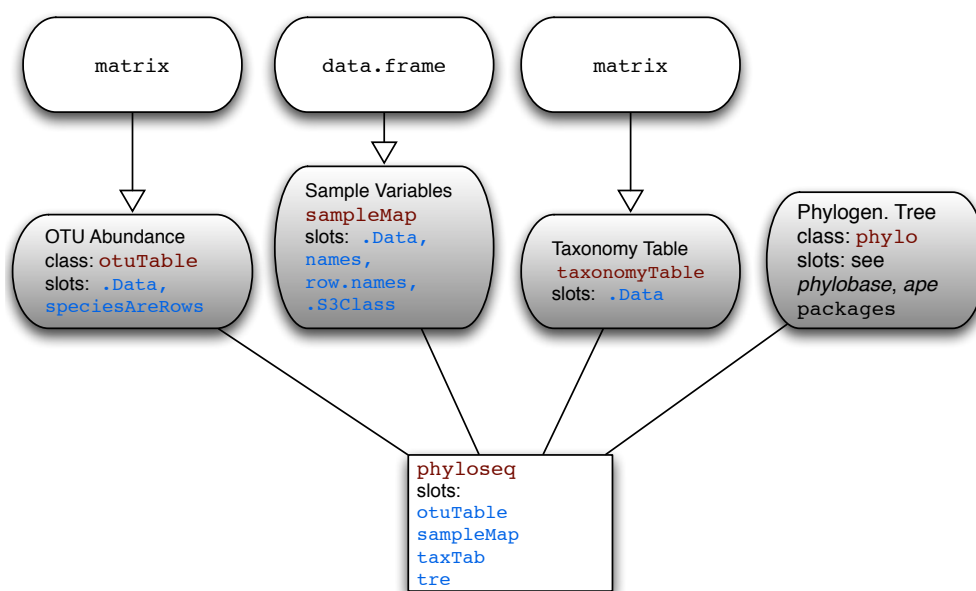 matrix
data.frame
matrix
OTU Abundance
class: otuTable
slots: .Data,
speciesAreRows
Sample Variables
sampleMap
slots: .Data,
names,
row.names,
.S3Class
Taxonomy Table
taxonomyTable
slots: .Data
Phylogen. Tree
class: phylo
slots: see
phylobase, ape
packages
phyloseq
slots:
otuTable
sampleMap
taxTab
tre